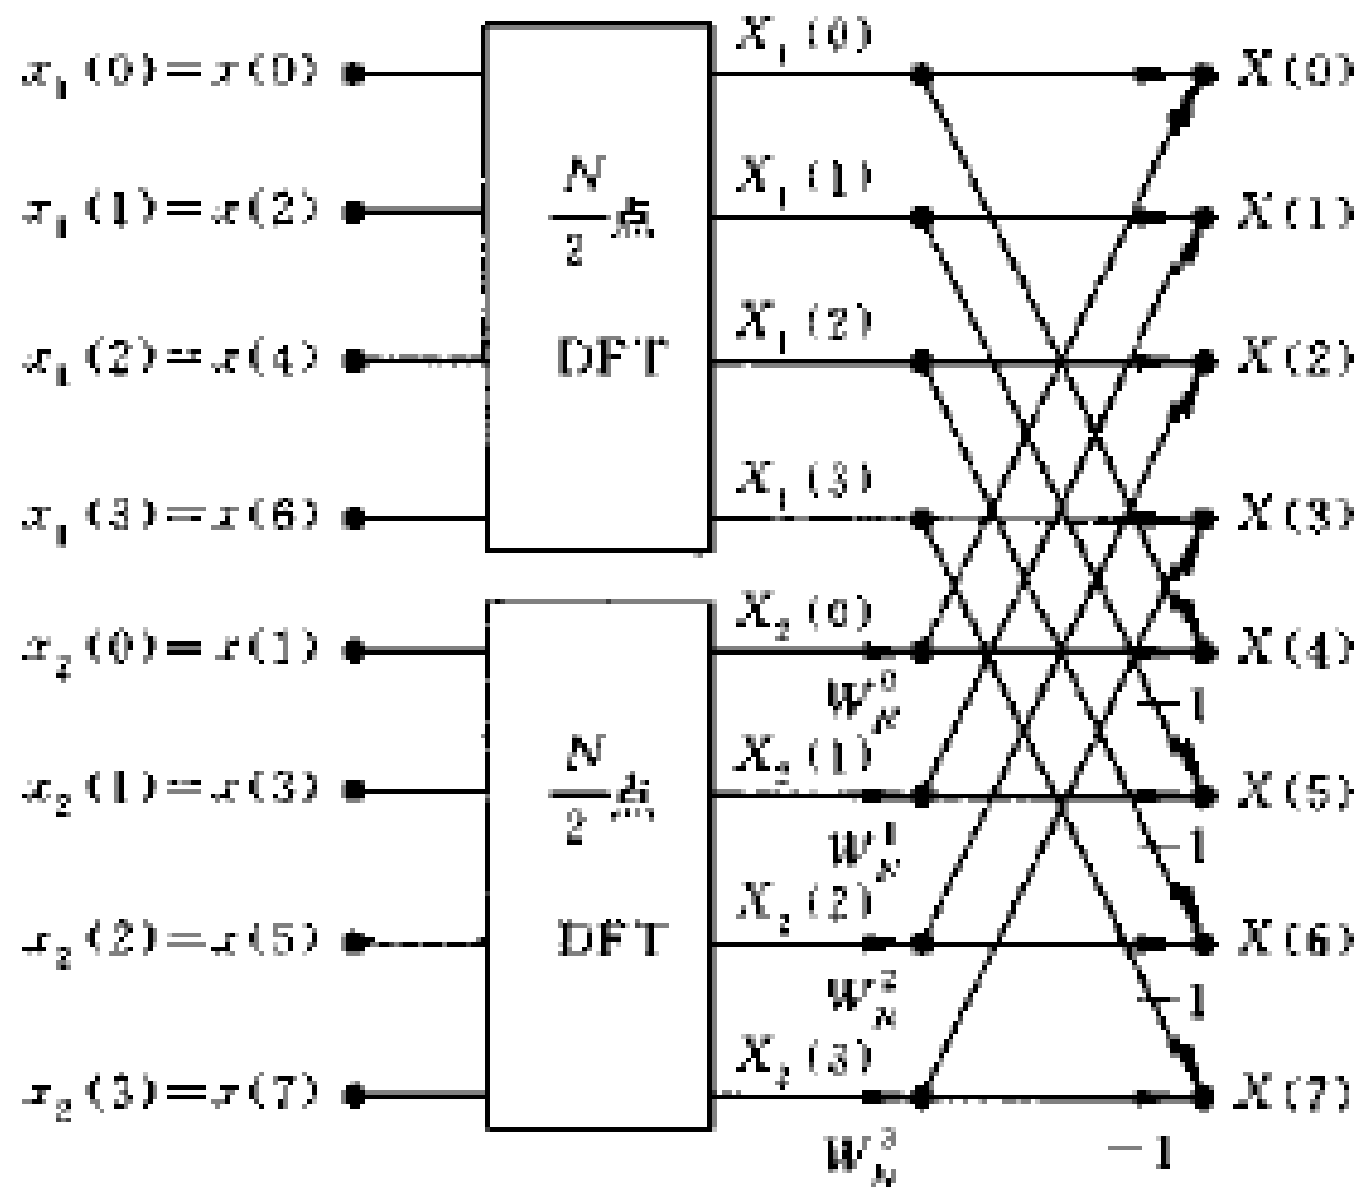 x₁(0)=x(0)
x₁(1)=x(2)
x₁(2)=x(4)
x₁(3)=x(6)
N/2点
DFT
X₁(0)
X₁(1)
X₁(2)
X₁(3)
X(0)
X(1)
X(2)
X(3)
x₂(0)=x(1)
x₂(1)=x(3)
x₂(2)=x(5)
x₂(3)=x(7)
N/2点
DFT
X₂(0)
W_N^0
X₂(1)
W_N^1
X₂(2)
W_N^2
X₂(3)
W_N^3
X(4)
-1
X(5)
-1
X(6)
-1
X(7)
-1